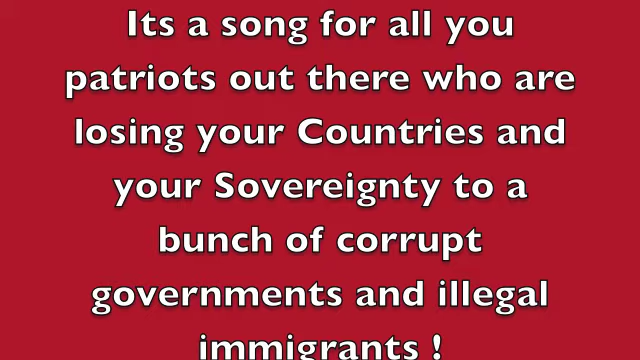 Its a song for all you
patriots out there who are
losing your Countries and
your Sovereignty to a
bunch of corrupt
governments and illegal
immigrants !